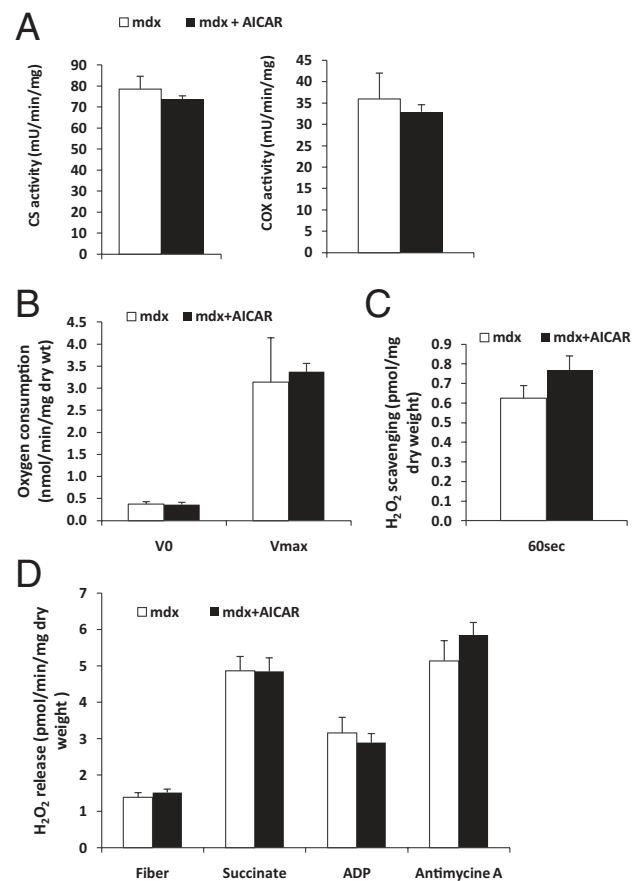 A
mdx
mdx + AICAR
CS activity (mU/min/mg)
90
80
70
60
50
40
30
20
10
0
COX activity (mU/min/mg)
45
40
35
30
25
20
15
10
5
0
B
mdx
mdx+AICAR
Oxygen consumption
(nmol/min/mg dry wt)
4.5
4.0
3.5
3.0
2.5
2.0
1.5
1.0
0.5
0.0
V0
Vmax
C
mdx
mdx+AICAR
H₂O₂ scavenging (pmol/mg
dry weight)
0.9
0.8
0.7
0.6
0.5
0.4
0.3
0.2
0.1
0.0
60sec
D
mdx
mdx+AICAR
H₂O₂ release (pmol/min/mg dry
weight )
7
6
5
4
3
2
1
0
Fiber
Succinate
ADP
Antimycine A